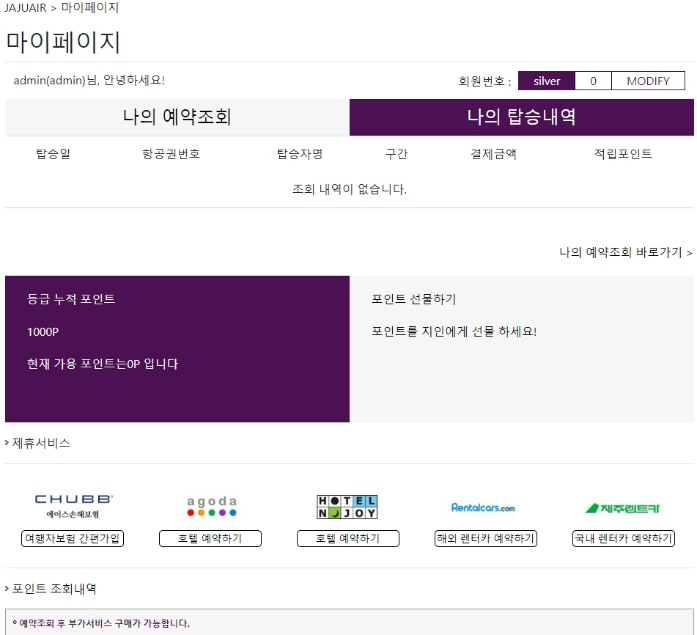 JAJUAIR > 마이페이지
마이페이지
admin(admin)님, 안녕하세요!
회원번호 : silver 0 MODIFY
나의 예약조회 나의 탑승내역
탑승일 항공권번호 탑승자명 구간 결제금액 적립포인트
조회 내역이 없습니다.
나의 예약조회 바로가기 >
등급 누적 포인트
1000P
현재 가용 포인트는0P 입니다
포인트 선물하기
포인트를 지인에게 선물 하세요!
> 제휴서비스
CHUBB
에이스손해보험
agoda
HOTEL
NJOY
Rentalcars.com
제주렌트카
여행자보험 간편가입 호텔 예약하기 호텔 예약하기 해외 렌터카 예약하기 국내 렌터카 예약하기
> 포인트 조회내역
º 예약조회 후 부가서비스 구매가 가능합니다.